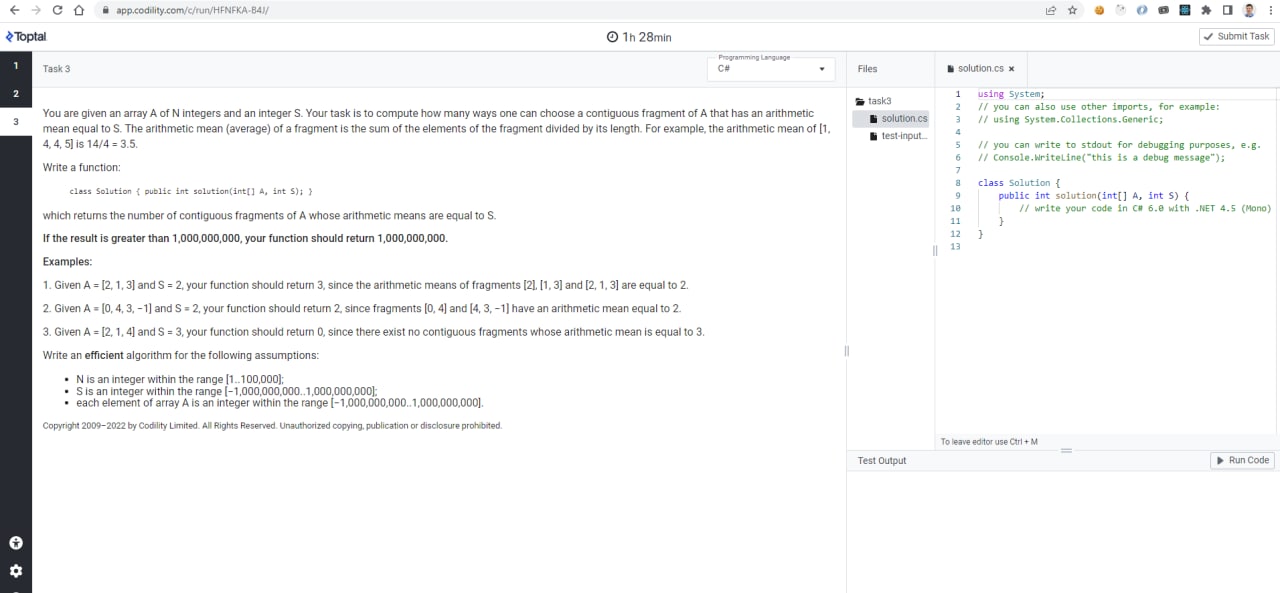 app.codility.com/c/run/HFNFKA-B4J/
Toptal
1h 28min
Submit Task
1
2
3
Task 3
Programming Language
C#
You are given an array A of N integers and an integer S. Your task is to compute how many ways one can choose a contiguous fragment of A that has an arithmetic
mean equal to S. The arithmetic mean (average) of a fragment is the sum of the elements of the fragment divided by its length. For example, the arithmetic mean of [1,
4, 4, 5] is 14/4 = 3.5.
Write a function:
class Solution { public int solution(int[] A, int S); }
which returns the number of contiguous fragments of A whose arithmetic means are equal to S.
If the result is greater than 1,000,000,000, your function should return 1,000,000,000.
Examples:
1. Given A = [2, 1, 3] and S = 2, your function should return 3, since the arithmetic means of fragments [2], [1, 3] and [2, 1, 3] are equal to 2.
2. Given A = [0, 4, 3, −1] and S = 2, your function should return 2, since fragments [0, 4] and [4, 3, −1] have an arithmetic mean equal to 2.
3. Given A = [2, 1, 4] and S = 3, your function should return 0, since there exist no contiguous fragments whose arithmetic mean is equal to 3.
Write an efficient algorithm for the following assumptions:
• N is an integer within the range [1..100,000];
• S is an integer within the range [−1,000,000,000..1,000,000,000];
• each element of array A is an integer within the range [−1,000,000,000..1,000,000,000].
Copyright 2009–2022 by Codility Limited. All Rights Reserved. Unauthorized copying, publication or disclosure prohibited.
Files
task3
solution.cs
test-input...
solution.cs ×
1 using System;
2 // you can also use other imports, for example:
3 // using System.Collections.Generic;
4
5 // you can write to stdout for debugging purposes, e.g.
6 // Console.WriteLine("this is a debug message");
7
8 class Solution {
9 public int solution(int[] A, int S) {
10 // write your code in C# 6.0 with .NET 4.5 (Mono)
11 }
12 }
13
To leave editor use Ctrl + M
Test Output
Run Code